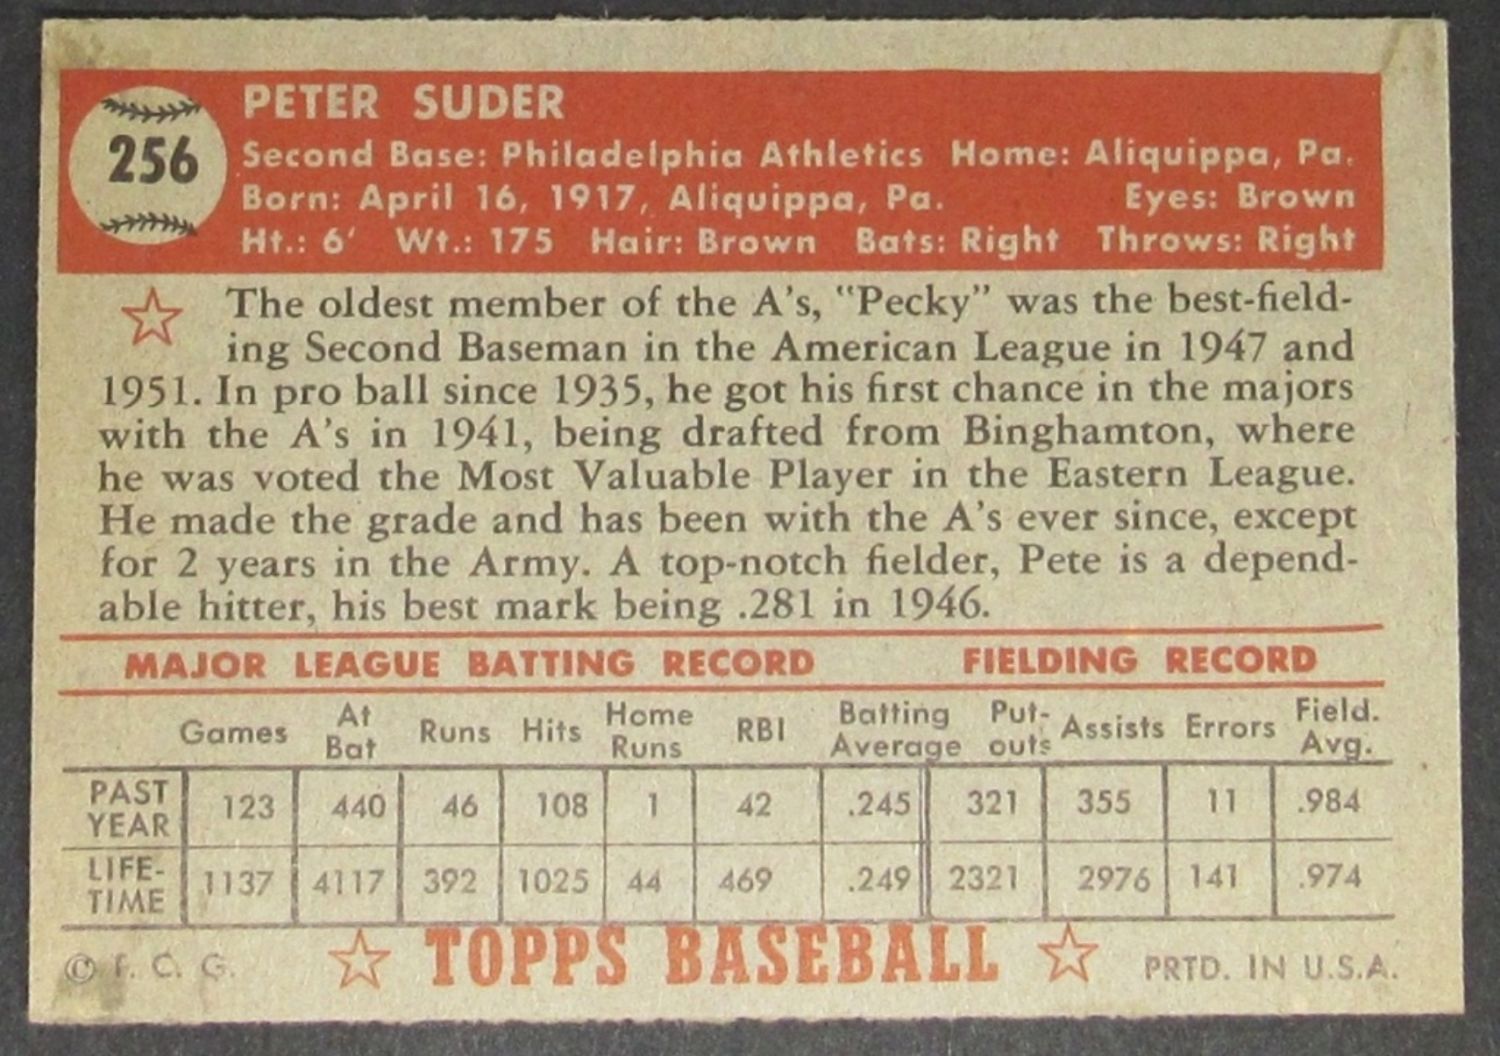 256
PETER SUDER
Second Base: Philadelphia Athletics Home: Aliquippa, Pa.
Born: April 16, 1917, Aliquippa, Pa. Eyes: Brown
Ht.: 6' Wt.: 175 Hair: Brown Bats: Right Throws: Right
The oldest member of the A's, "Pecky" was the best-field-
ing Second Baseman in the American League in 1947 and
1951. In pro ball since 1935, he got his first chance in the majors
with the A's in 1941, being drafted from Binghamton, where
he was voted the Most Valuable Player in the Eastern League.
He made the grade and has been with the A's ever since, except
for 2 years in the Army. A top-notch fielder, Pete is a depend-
able hitter, his best mark being .281 in 1946.
MAJOR LEAGUE BATTING RECORD FIELDING RECORD
Games At Bat Runs Hits Home Runs RBI Batting Average Put-outs Assists Errors Field. Avg.
PAST YEAR 123 440 46 108 1 42 .245 321 355 11 .984
LIFE-TIME 1137 4117 392 1025 44 469 .249 2321 2976 141 .974
© T. C. G. TOPPS BASEBALL PRTD. IN U.S.A.